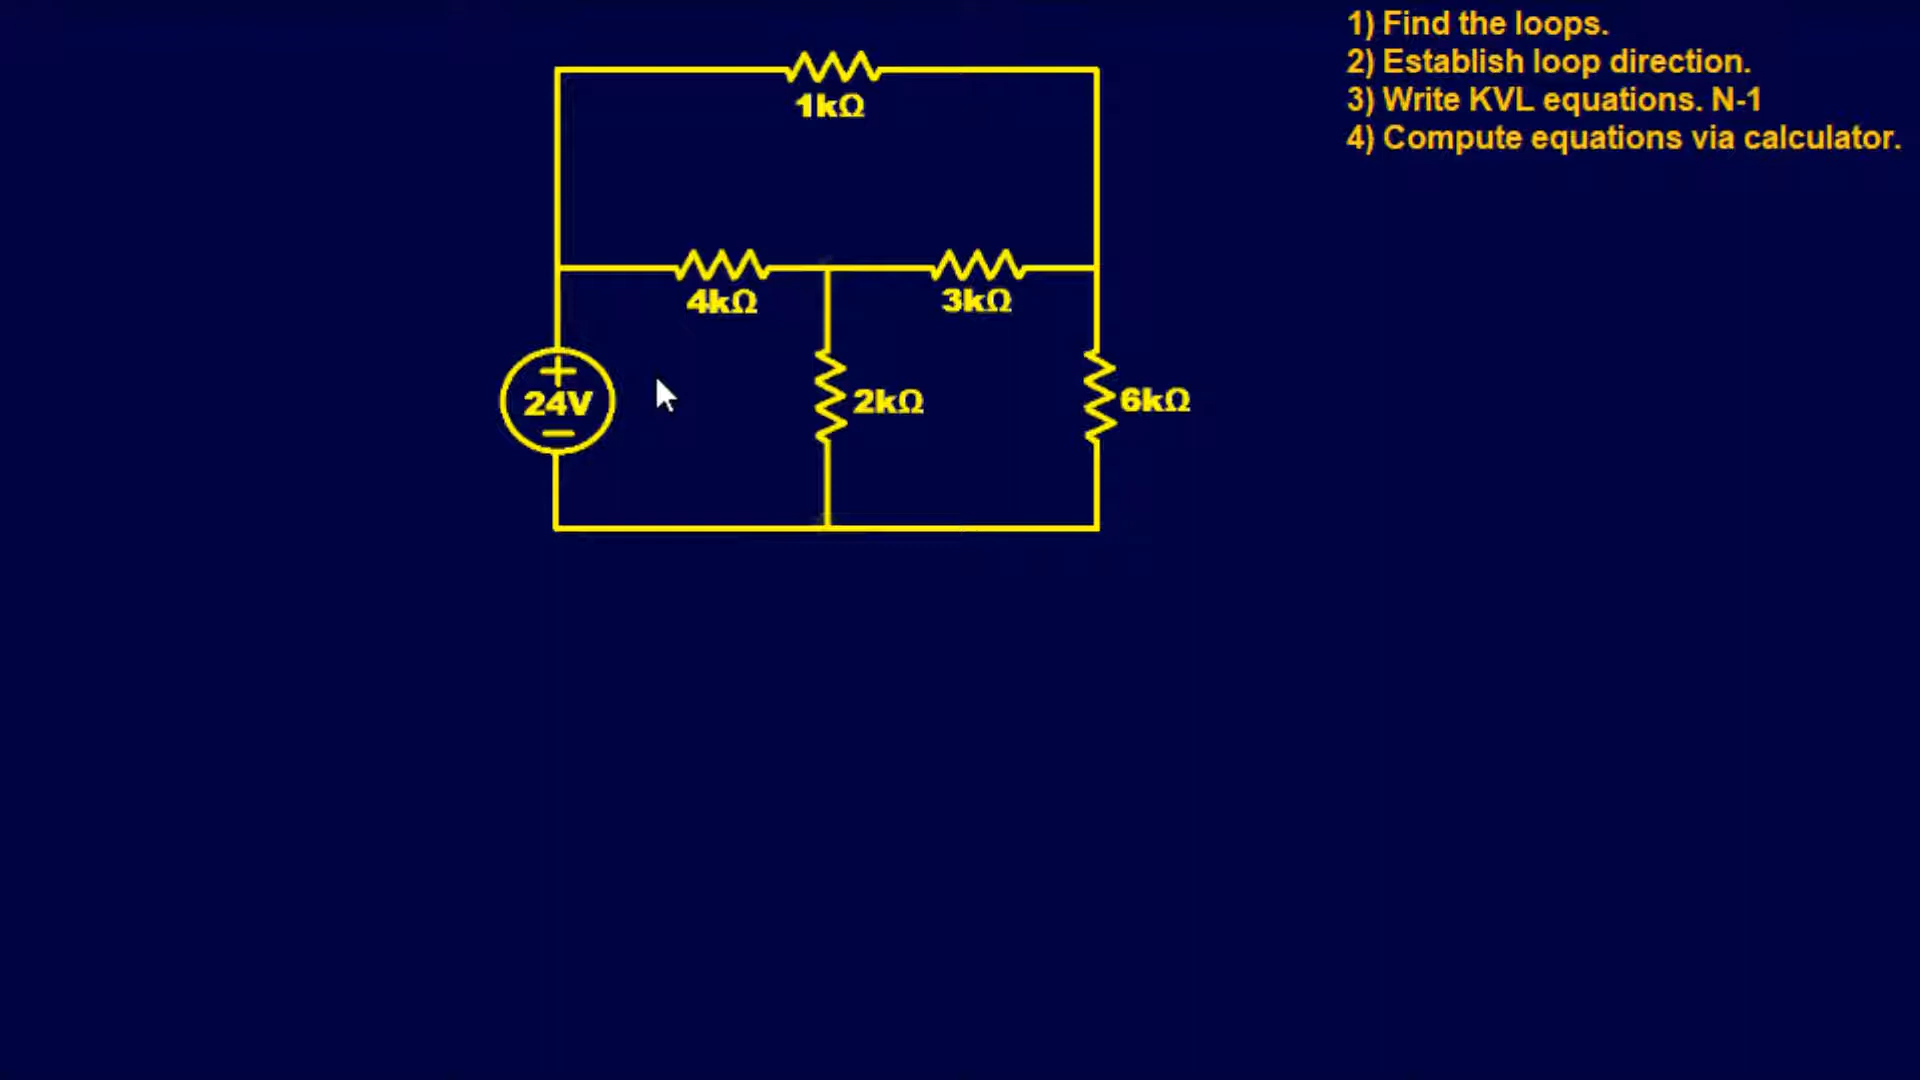 1) Find the loops.
2) Establish loop direction.
3) Write KVL equations. N-1
4) Compute equations via calculator.
1kΩ
4kΩ
3kΩ
+
24V
−
2kΩ
6kΩ